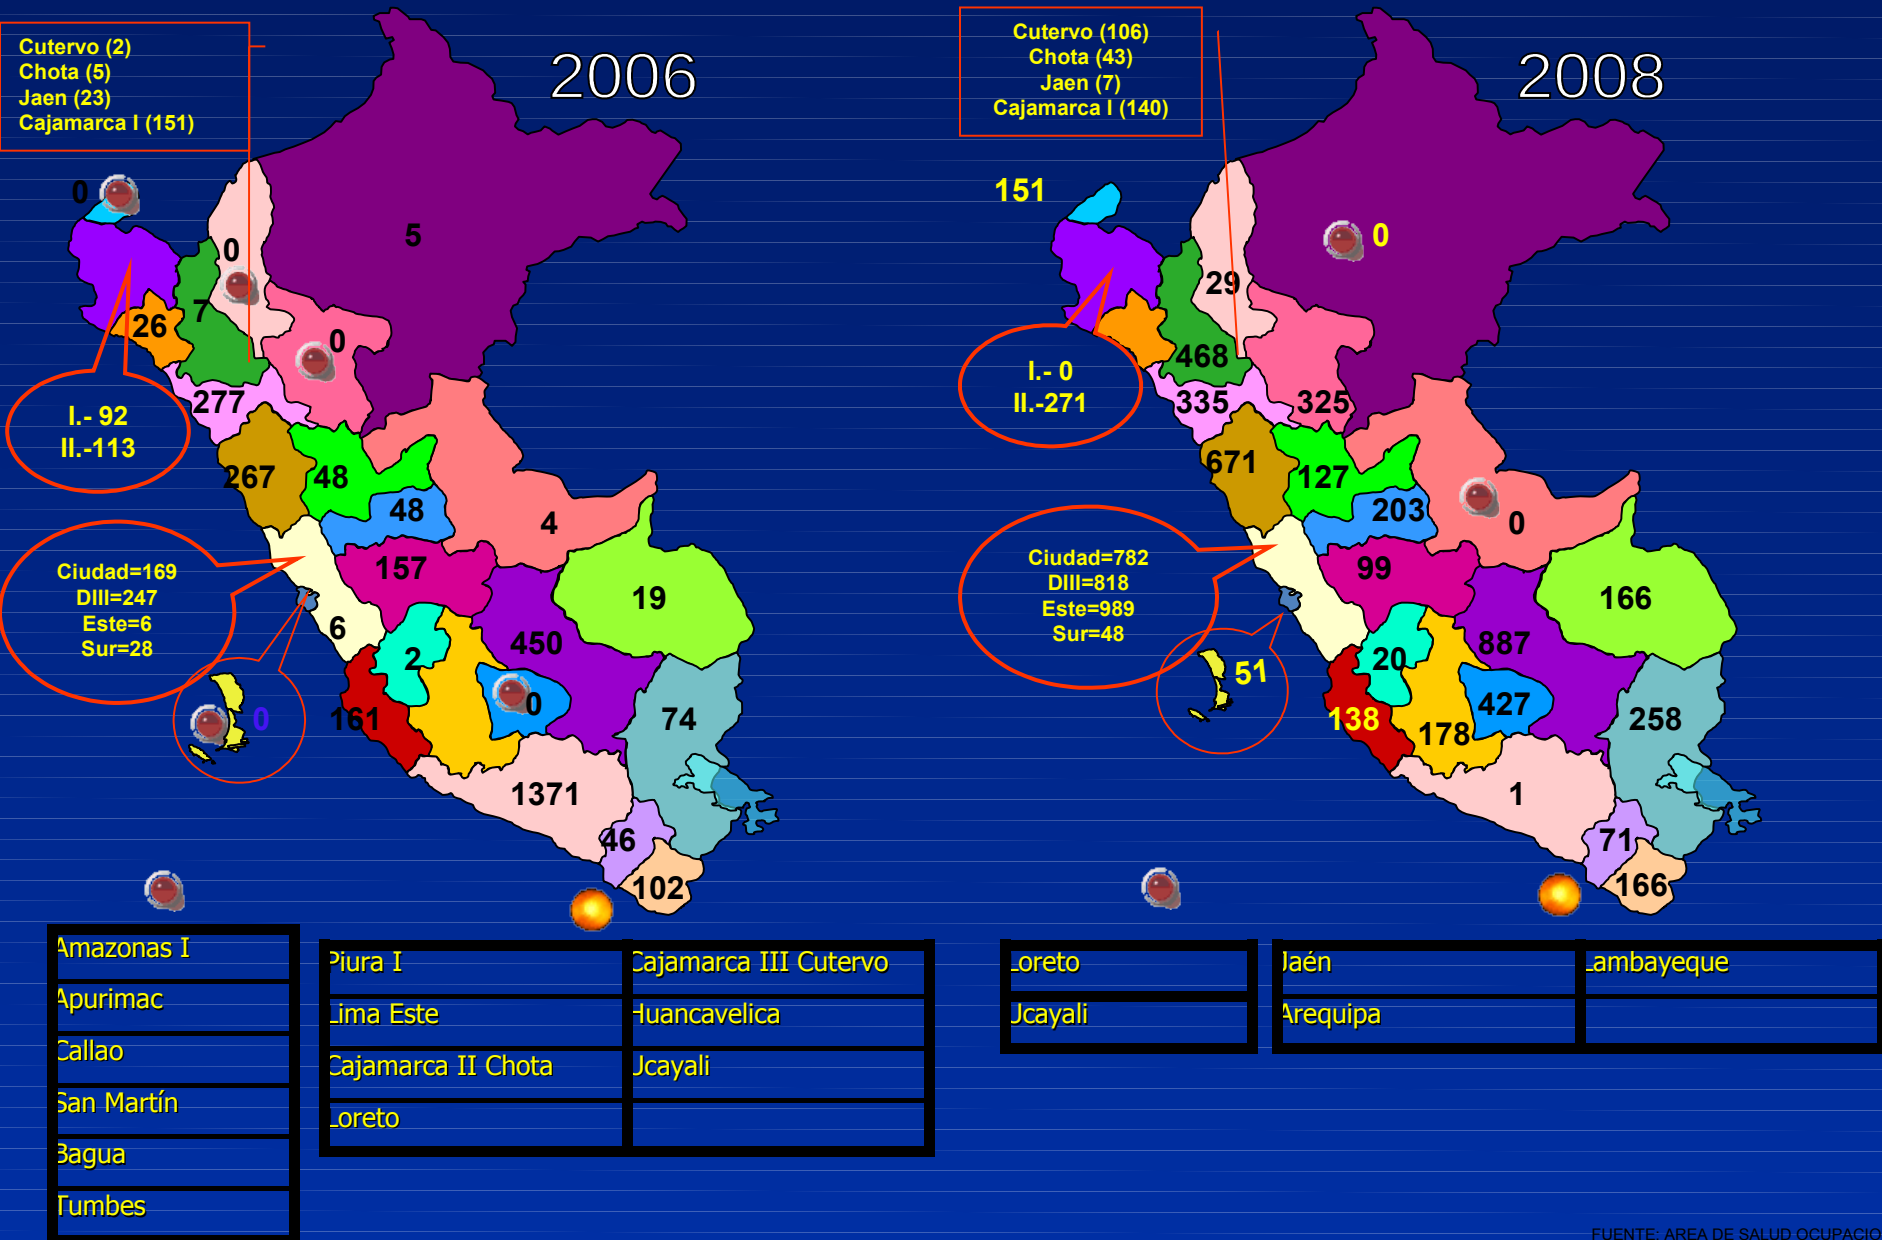 2006
Cutervo (2)
Chota (5)
Jaen (23)
Cajamarca I (151)
0
0
5
7
26
0
277
I.- 92
II.-113
267
48
48
4
157
Ciudad=169
DIII=247
Este=6
Sur=28
6
19
2
450
0
161
0
74
1371
46
102
Amazonas I
Apurimac
Callao
San Martín
Bagua
Tumbes
Piura I
Cajamarca III Cutervo
Lima Este
Huancavelica
Cajamarca II Chota
Ucayali
Loreto
2008
Cutervo (106)
Chota (43)
Jaen (7)
Cajamarca I (140)
151
0
29
468
I.- 0
II.-271
335
325
671
127
203
0
99
Ciudad=782
DIII=818
Este=989
Sur=48
166
20
887
51
138
178
427
258
1
71
166
Loreto
Ucayali
Jaén
Lambayeque
Arequipa
FUENTE: AREA DE SALUD OCUPACIO